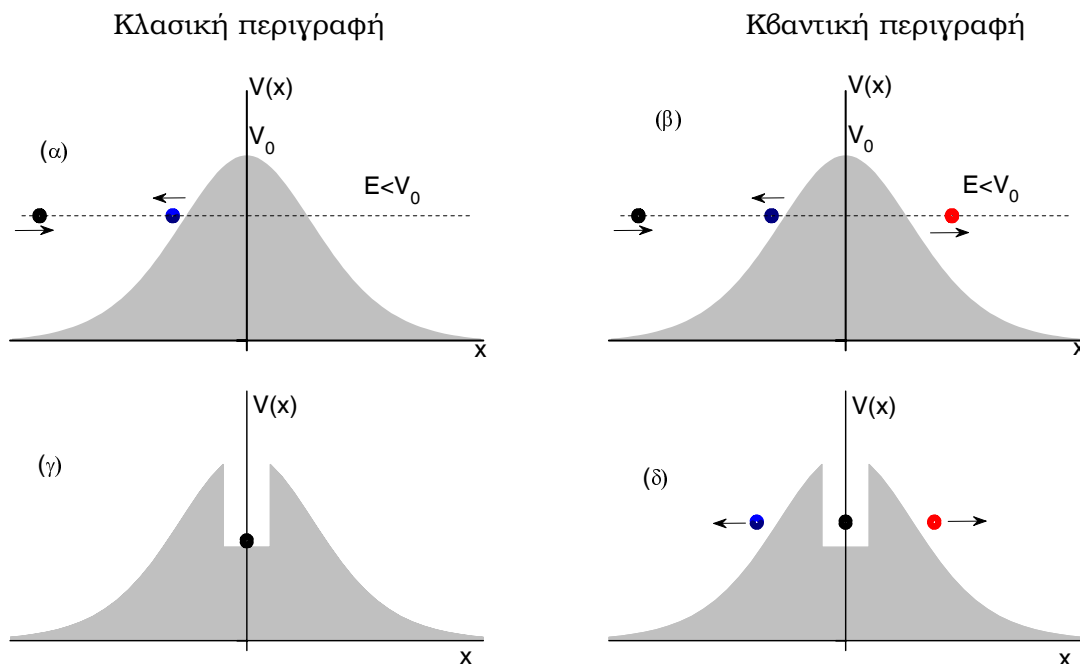 Κλασική περιγραφή
Κβαντική περιγραφή
V(x)
V0
(α)
E<V0
x
V(x)
V0
(β)
E<V0
x
V(x)
(γ)
x
V(x)
(δ)
x